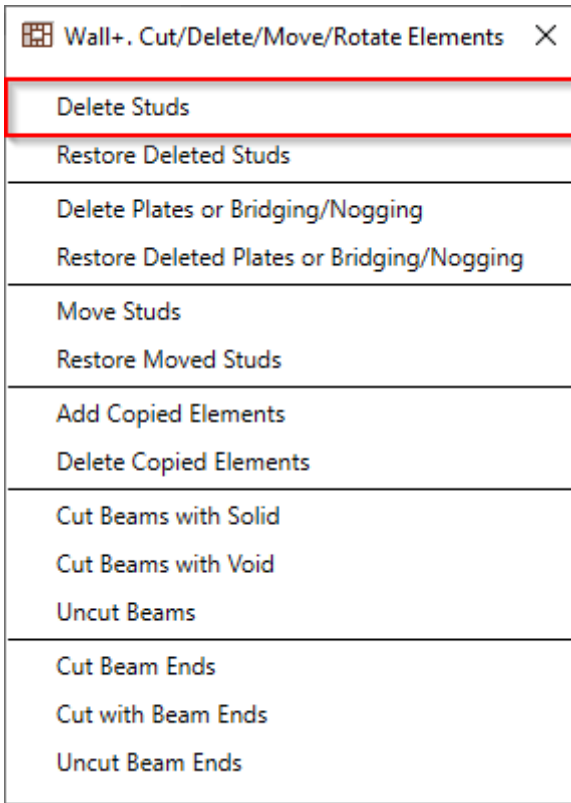 Wall+. Cut/Delete/Move/Rotate Elements
Delete Studs
Restore Deleted Studs
Delete Plates or Bridging/Nogging
Restore Deleted Plates or Bridging/Nogging
Move Studs
Restore Moved Studs
Add Copied Elements
Delete Copied Elements
Cut Beams with Solid
Cut Beams with Void
Uncut Beams
Cut Beam Ends
Cut with Beam Ends
Uncut Beam Ends